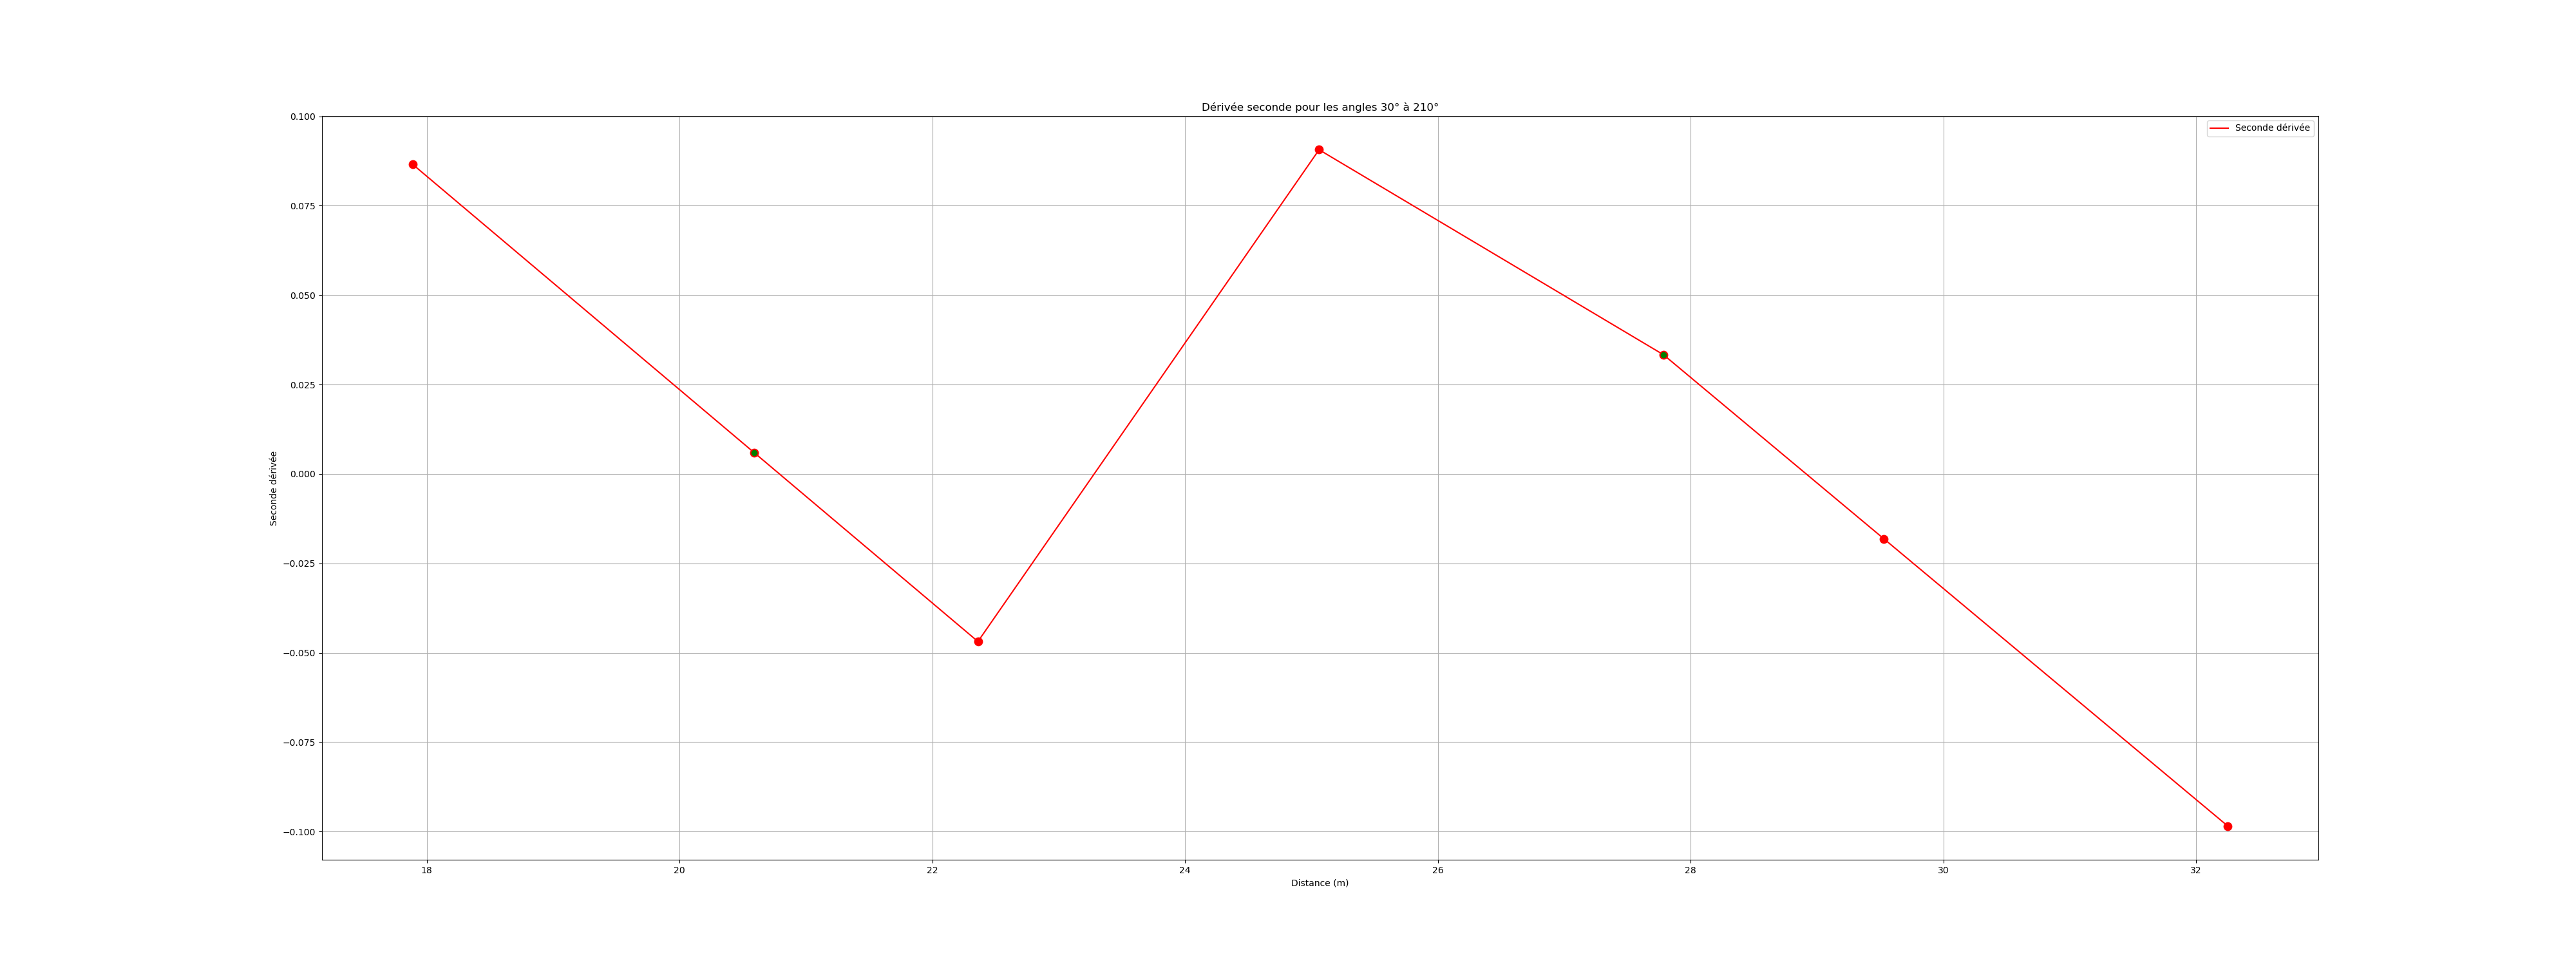 Dérivée seconde pour les angles 30° à 210°
Seconde dérivée
0.100
0.075
0.050
0.025
0.000
−0.025
−0.050
−0.075
−0.100
Seconde dérivée
18 20 22 24 26 28 30 32
Distance (m)